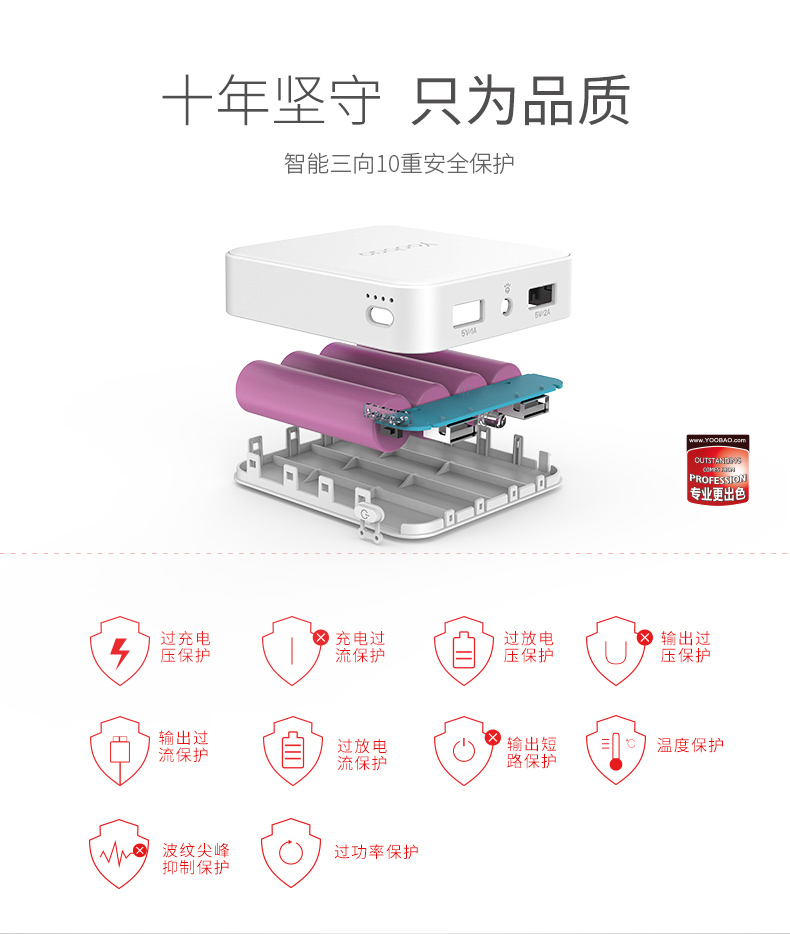 十年坚守 只为品质
智能三向10重安全保护
Yoobao
5V⎓1A
5V⎓2A
www.YOOBAO.com
OUTSTANDING
COMES FROM
PROFESSION
专业更出色
过充电
压保护
充电过
流保护
过放电
压保护
输出过
压保护
输出过
流保护
过放电
流保护
输出短
路保护
℃
温度保护
波纹尖峰
抑制保护
过功率保护